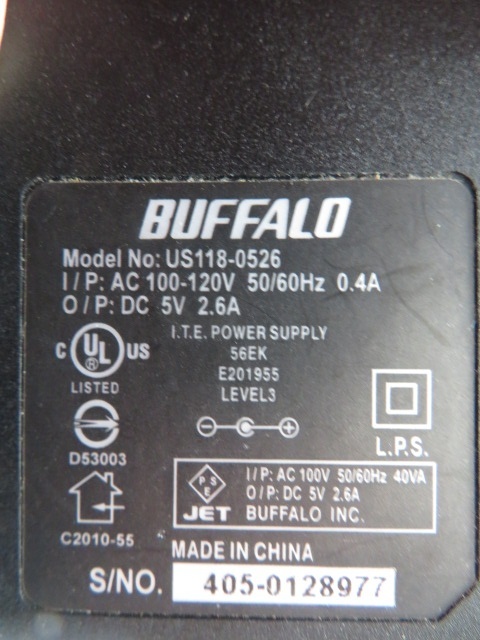 BUFFALO
Model No: US118-0526
I/P: AC 100-120V 50/60Hz 0.4A
O/P: DC 5V 2.6A
I.T.E. POWER SUPPLY
56EK
E201955
LEVEL3
C UL US
®
LISTED
D53003
C2010-55
L.P.S.
PSE
JET
I/P: AC 100V 50/60Hz 40VA
O/P: DC 5V 2.6A
BUFFALO INC.
MADE IN CHINA
S/NO. 405-0128977